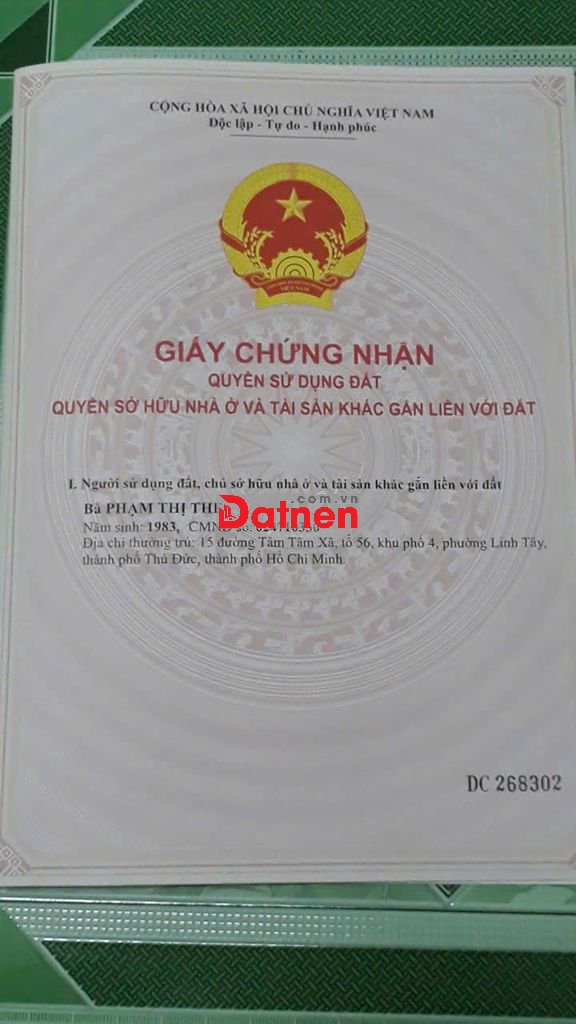 CỘNG HÒA XÃ HỘI CHỦ NGHĨA VIỆT NAM
Độc lập - Tự do - Hạnh phúc
VIỆT NAM
GIẤY CHỨNG NHẬN
QUYỀN SỬ DỤNG ĐẤT
QUYỀN SỞ HỮU NHÀ Ở VÀ TÀI SẢN KHÁC GẮN LIỀN VỚI ĐẤT
I. Người sử dụng đất, chủ sở hữu nhà ở và tài sản khác gắn liền với đất
Bà PHẠM THỊ
.com.vn
Datnen
Năm sinh: 1983,
Địa chỉ thường trú: 15 đường Tâm Tâm Xã, tổ 56, khu phố 4, phường Linh Tây,
thành phố Thủ Đức, thành phố Hồ Chí Minh.
DC 268302